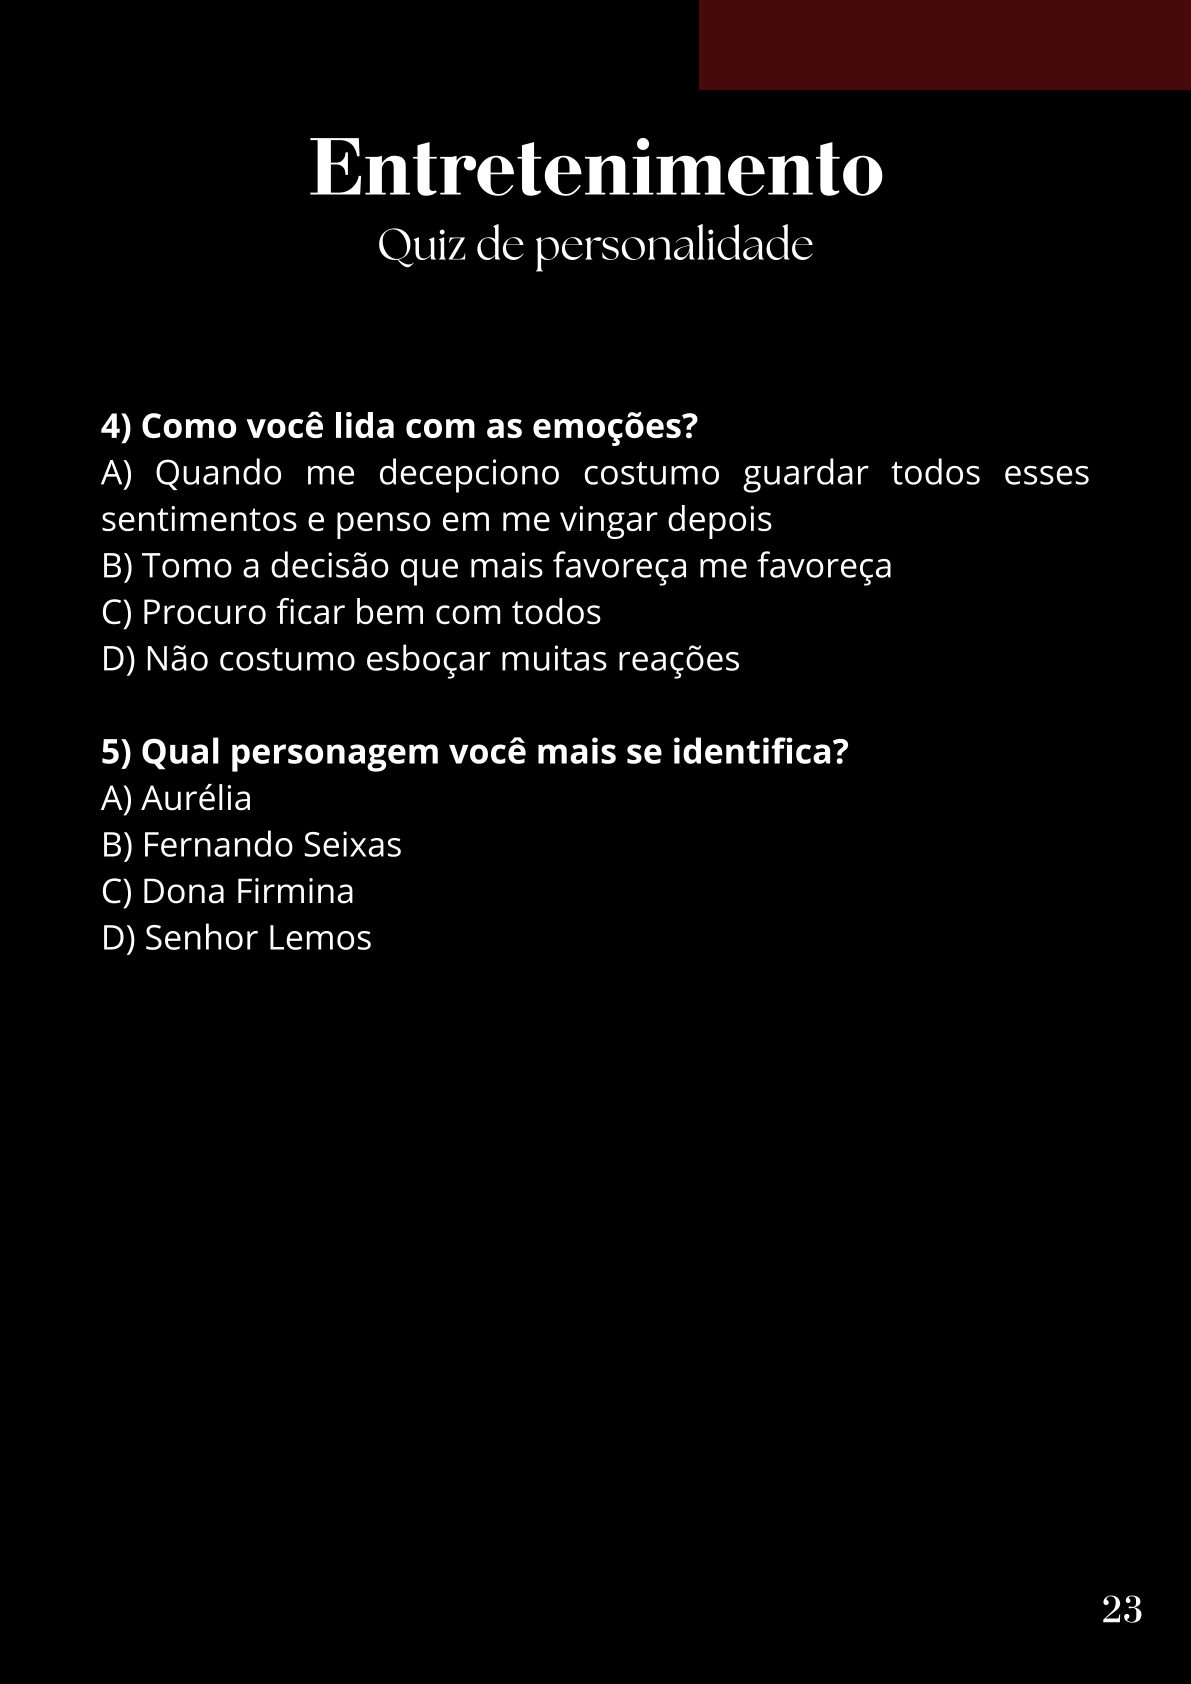 Entretenimento
Quiz de personalidade
4) Como você lida com as emoções?
A) Quando me decepciono costumo guardar todos esses
sentimentos e penso em me vingar depois
B) Tomo a decisão que mais favoreça me favoreça
C) Procuro ficar bem com todos
D) Não costumo esboçar muitas reações
5) Qual personagem você mais se identifica?
A) Aurélia
B) Fernando Seixas
C) Dona Firmina
D) Senhor Lemos
23